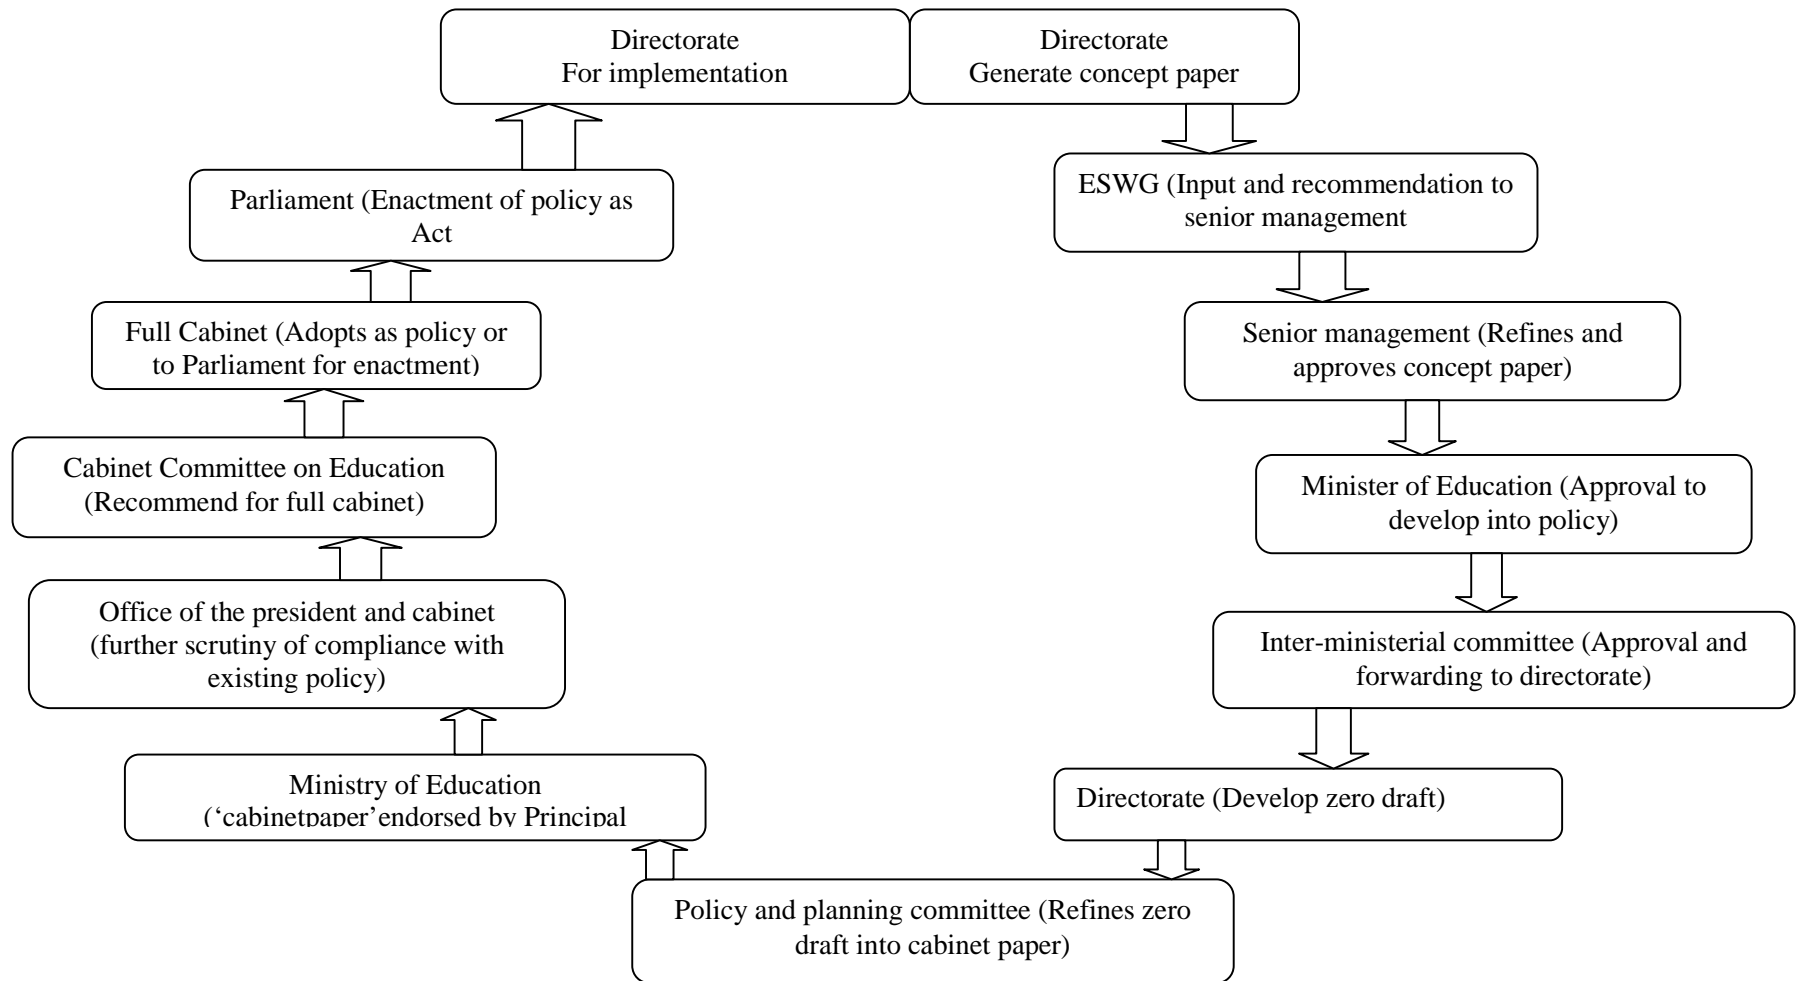 Directorate
For implementation
Directorate
Generate concept paper
ESWG (Input and recommendation to
senior management
Senior management (Refines and
approves concept paper)
Minister of Education (Approval to
develop into policy)
Inter-ministerial committee (Approval and
forwarding to directorate)
Directorate (Develop zero draft)
Policy and planning committee (Refines zero
draft into cabinet paper)
Ministry of Education
(‘cabinetpaper’endorsed by Principal
Office of the president and cabinet
(further scrutiny of compliance with
existing policy)
Cabinet Committee on Education
(Recommend for full cabinet)
Full Cabinet (Adopts as policy or
to Parliament for enactment)
Parliament (Enactment of policy as
Act